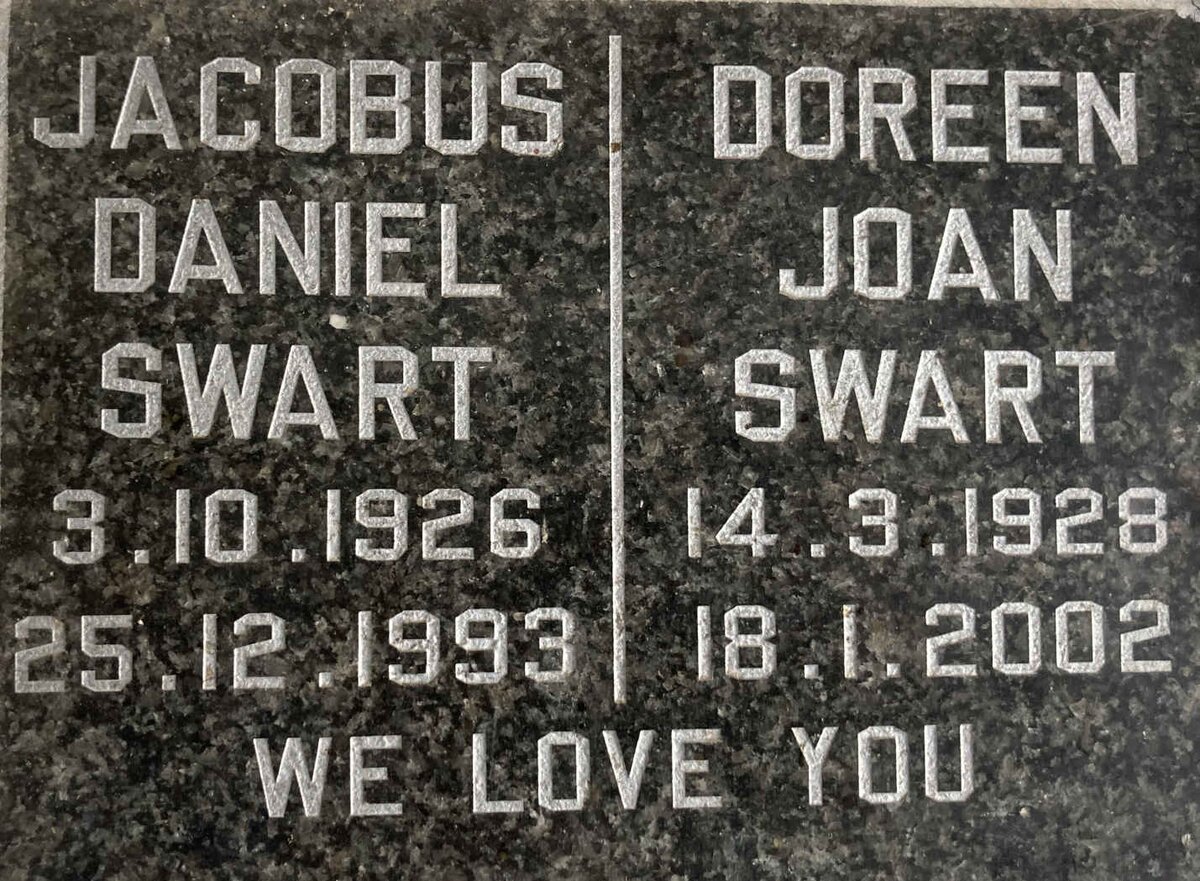 JACOBUS
DANIEL
SWART
3.10.1926
25.12.1993
DOREEN
JOAN
SWART
14.3.1928
18.1.2002
WE LOVE YOU